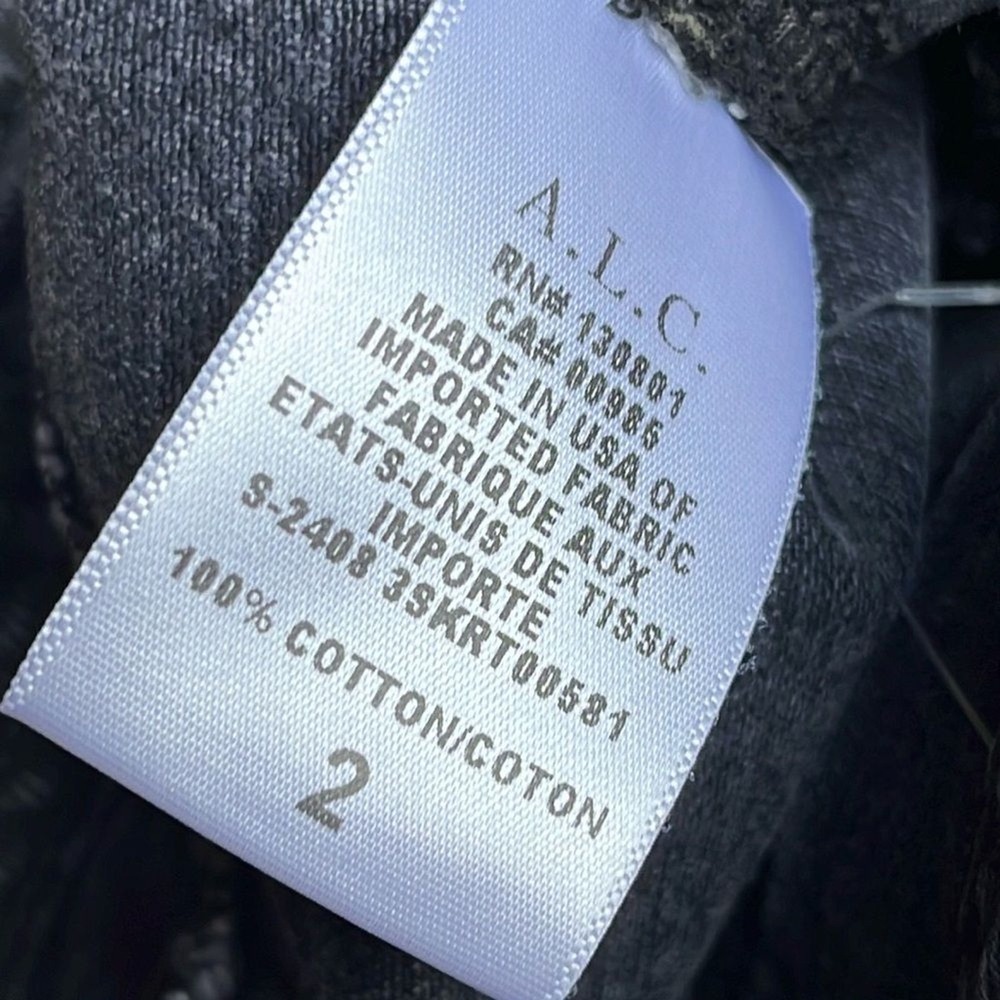 A.L.C.
RN# 130801
CA# 00986
MADE IN USA OF
IMPORTED FABRIC
FABRIQUE AUX
ETATS-UNIS DE TISSU
IMPORTE
S-2408 3SKRT00581
100% COTTON/COTON
2